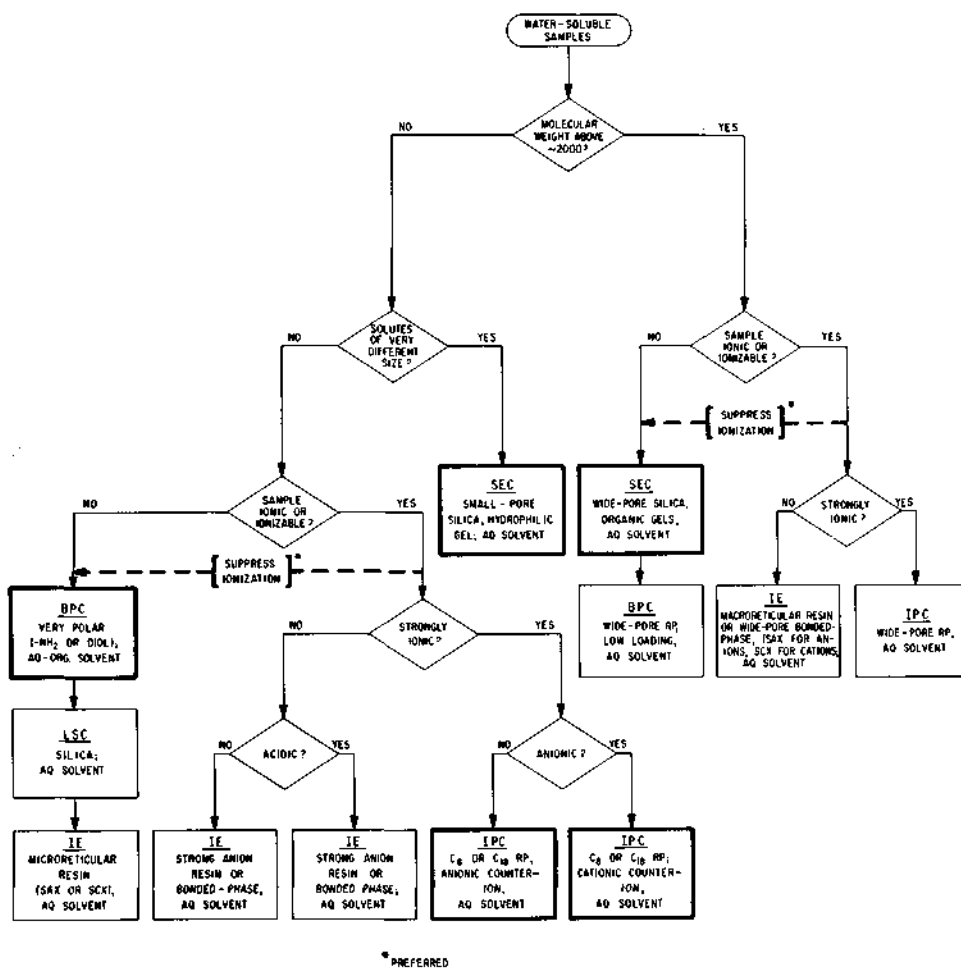 WATER-SOLUBLE
SAMPLES
NO
MOLECULAR
WEIGHT ABOVE
~2000?
YES
NO
SOLUTES
OF VERY
DIFFERENT
SIZE?
YES
NO
SAMPLE
IONIC OR
IONIZABLE?
YES
[SUPPRESS
IONIZATION]*
NO
SAMPLE
IONIC OR
IONIZABLE?
YES
[SUPPRESS
IONIZATION]*
SEC
SMALL-PORE
SILICA, HYDROPHILIC
GEL; AQ SOLVENT
SEC
WIDE-PORE SILICA,
ORGANIC GELS,
AQ SOLVENT
NO
STRONGLY
IONIC?
YES
BPC
VERY POLAR
(-NH₂ OR DIOL),
AQ-ORG. SOLVENT
NO
STRONGLY
IONIC?
YES
BPC
WIDE-PORE RP,
LOW LOADING,
AQ SOLVENT
IE
MACRORETICULAR RESIN
OR WIDE-PORE BONDED-
PHASE, (SAX FOR AN-
IONS, SCX FOR CATIONS;
AQ SOLVENT
IPC
WIDE-PORE RP,
AQ SOLVENT
LSC
SILICA;
AQ SOLVENT
NO
ACIDIC?
YES
NO
ANIONIC?
YES
IE
MICRORETICULAR
RESIN
(SAX OR SCX),
AQ SOLVENT
IE
STRONG ANION
RESIN OR
BONDED-PHASE,
AQ SOLVENT
IE
STRONG ANION
RESIN OR
BONDED PHASE;
AQ SOLVENT
IPC
C₈ OR C₁₈ RP,
ANIONIC COUNTER-
ION,
AQ SOLVENT
IPC
C₈ OR C₁₈ RP;
CATIONIC COUNTER-
ION,
AQ SOLVENT
*PREFERRED